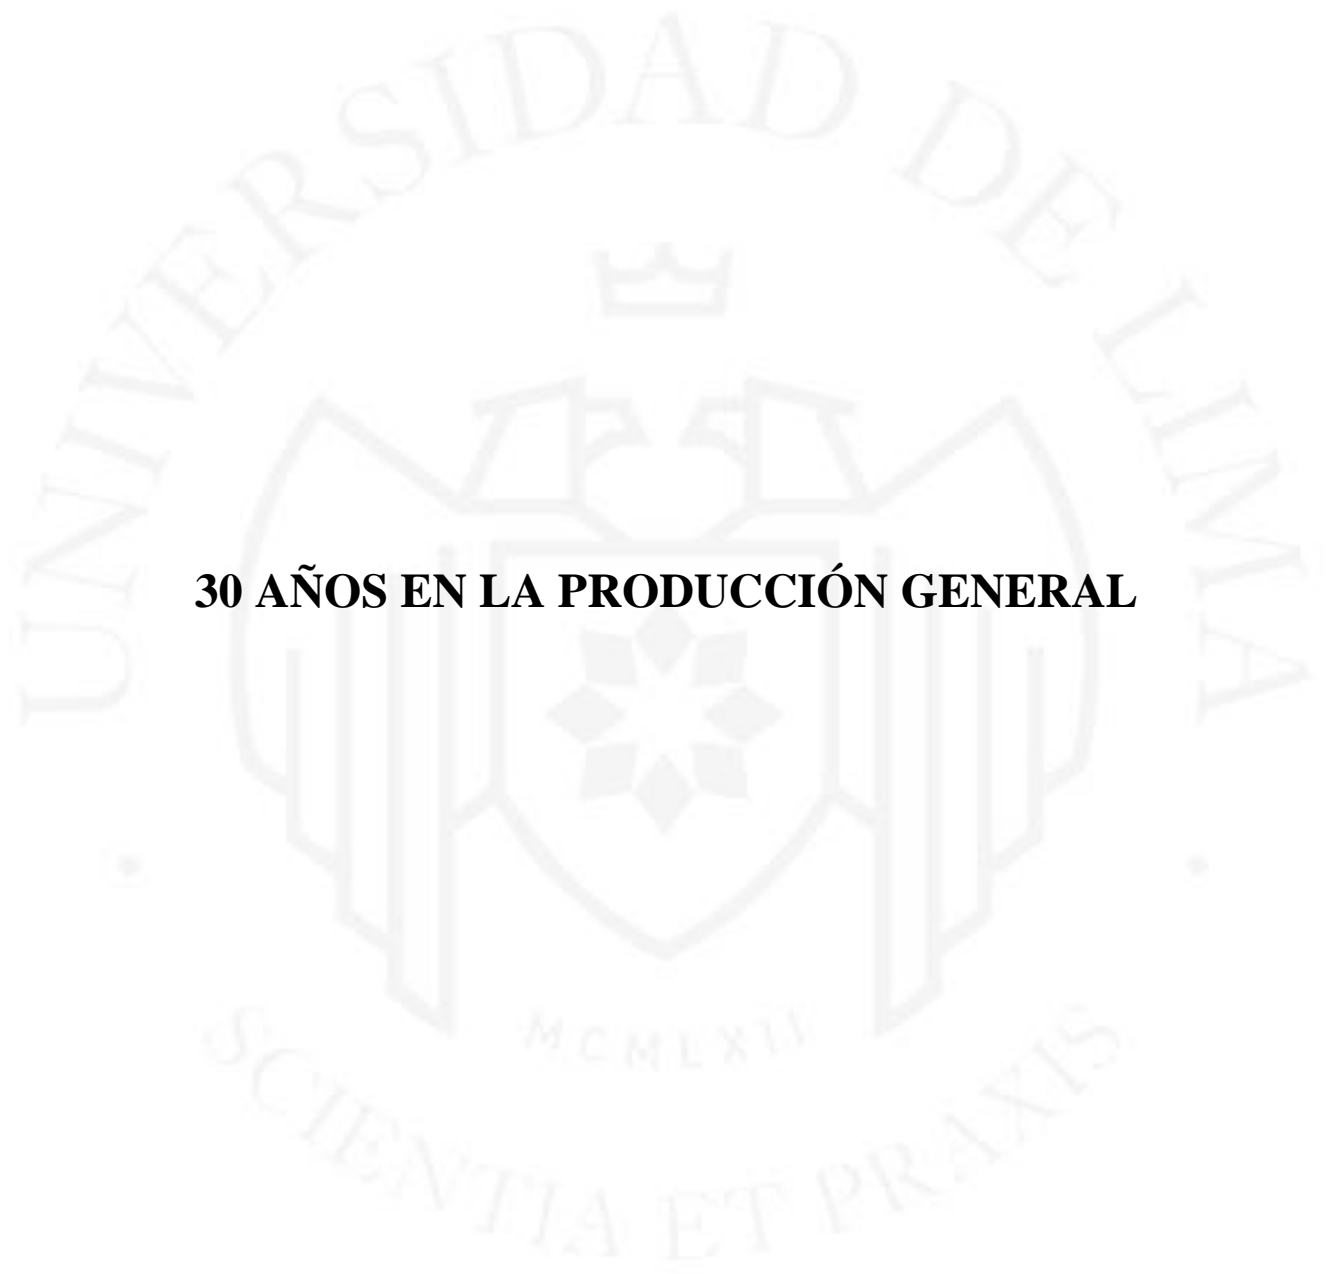 UNIVERSIDAD DE LIMA
30 AÑOS EN LA PRODUCCIÓN GENERAL
MCMLXII
SCIENTIA ET PRAXIS